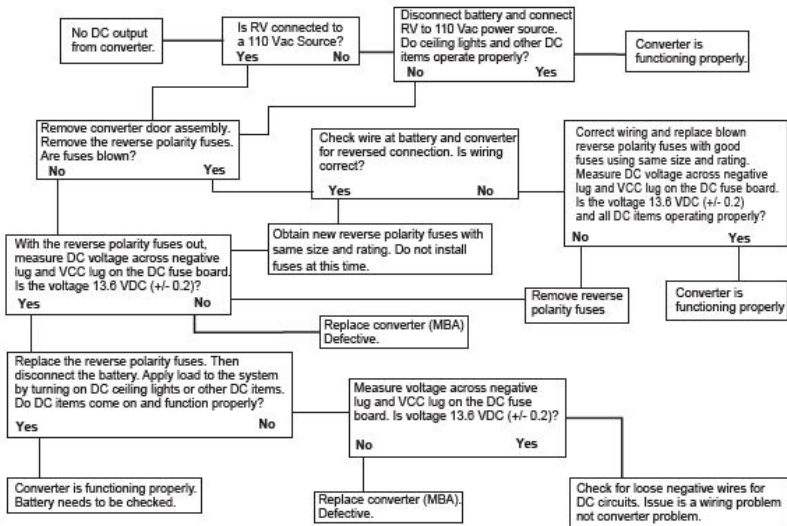 No DC output
from converter.
Is RV connected to
a 110 Vac Source?
Yes No
Disconnect battery and connect
RV to 110 Vac power source.
Do ceiling lights and other DC
items operate properly?
No Yes
Converter is
functioning properly.
Remove converter door assembly.
Remove the reverse polarity fuses.
Are fuses blown?
No Yes
Check wire at battery and converter
for reversed connection. Is wiring
correct?
Yes No
Correct wiring and replace blown
reverse polarity fuses with good
fuses using same size and rating.
Measure DC voltage across negative
lug and VCC lug on the DC fuse board.
Is the voltage 13.6 VDC (+/- 0.2)
and all DC items operating properly?
No Yes
With the reverse polarity fuses out,
measure DC voltage across negative
lug and VCC lug on the DC fuse board.
Is the voltage 13.6 VDC (+/- 0.2)?
Yes No
Obtain new reverse polarity fuses with
same size and rating. Do not install
fuses at this time.
Remove reverse
polarity fuses
Converter is
functioning properly
Replace converter (MBA)
Defective.
Replace the reverse polarity fuses. Then
disconnect the battery. Apply load to the system
by turning on DC ceiling lights or other DC items.
Do DC items come on and function properly?
Yes No
Measure voltage across negative
lug and VCC lug on the DC fuse
board. Is voltage 13.6 VDC (+/- 0.2)?
No Yes
Converter is functioning properly.
Battery needs to be checked.
Replace converter (MBA).
Defective.
Check for loose negative wires for
DC circuits. Issue is a wiring problem
not converter problem.